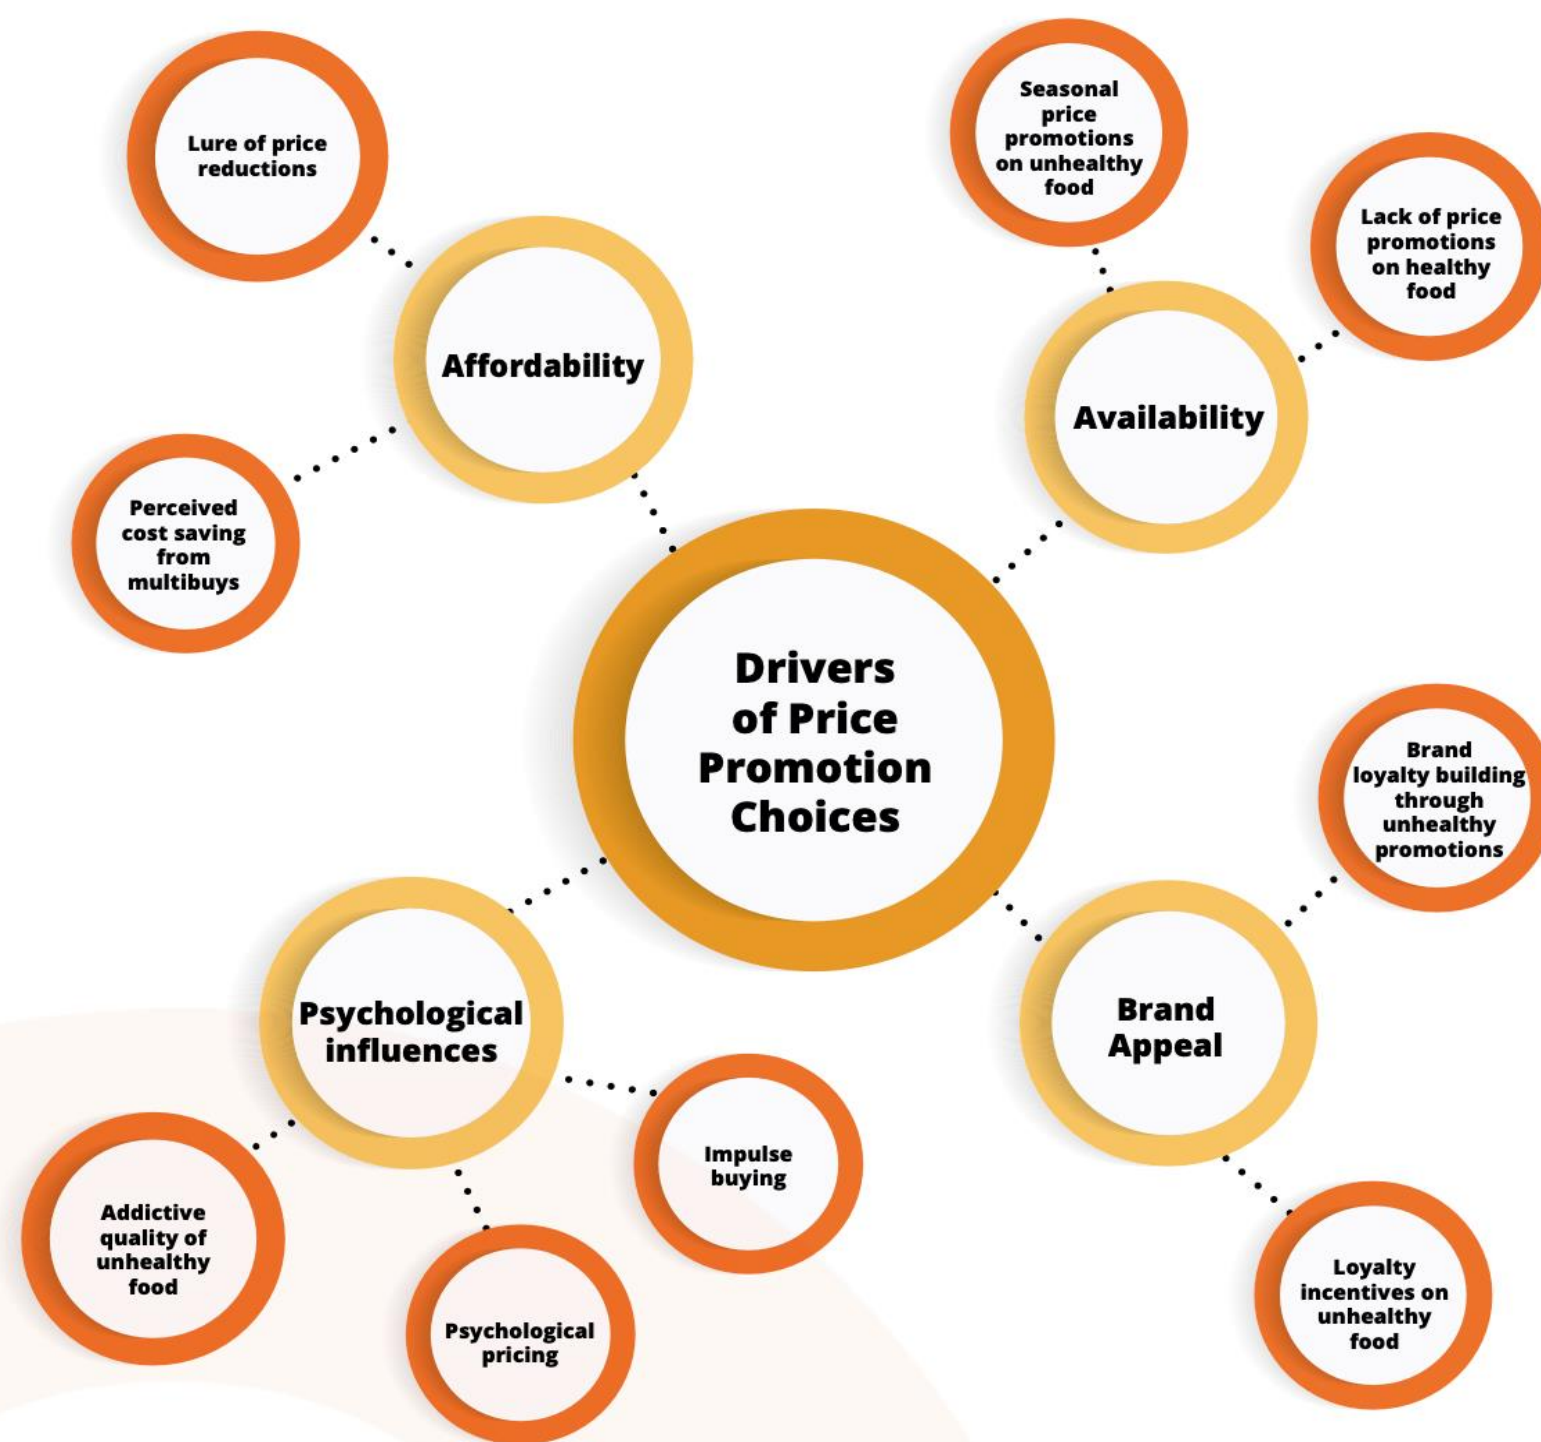 Lure of price
reductions
Seasonal
price
promotions
on unhealthy
food
Lack of price
promotions
on healthy
food
Affordability
Availability
Perceived
cost saving
from
multibuys
Drivers
of Price
Promotion
Choices
Brand
loyalty building
through
unhealthy
promotions
Psychological
influences
Brand
Appeal
Impulse
buying
Addictive
quality of
unhealthy
food
Psychological
pricing
Loyalty
incentives on
unhealthy
food